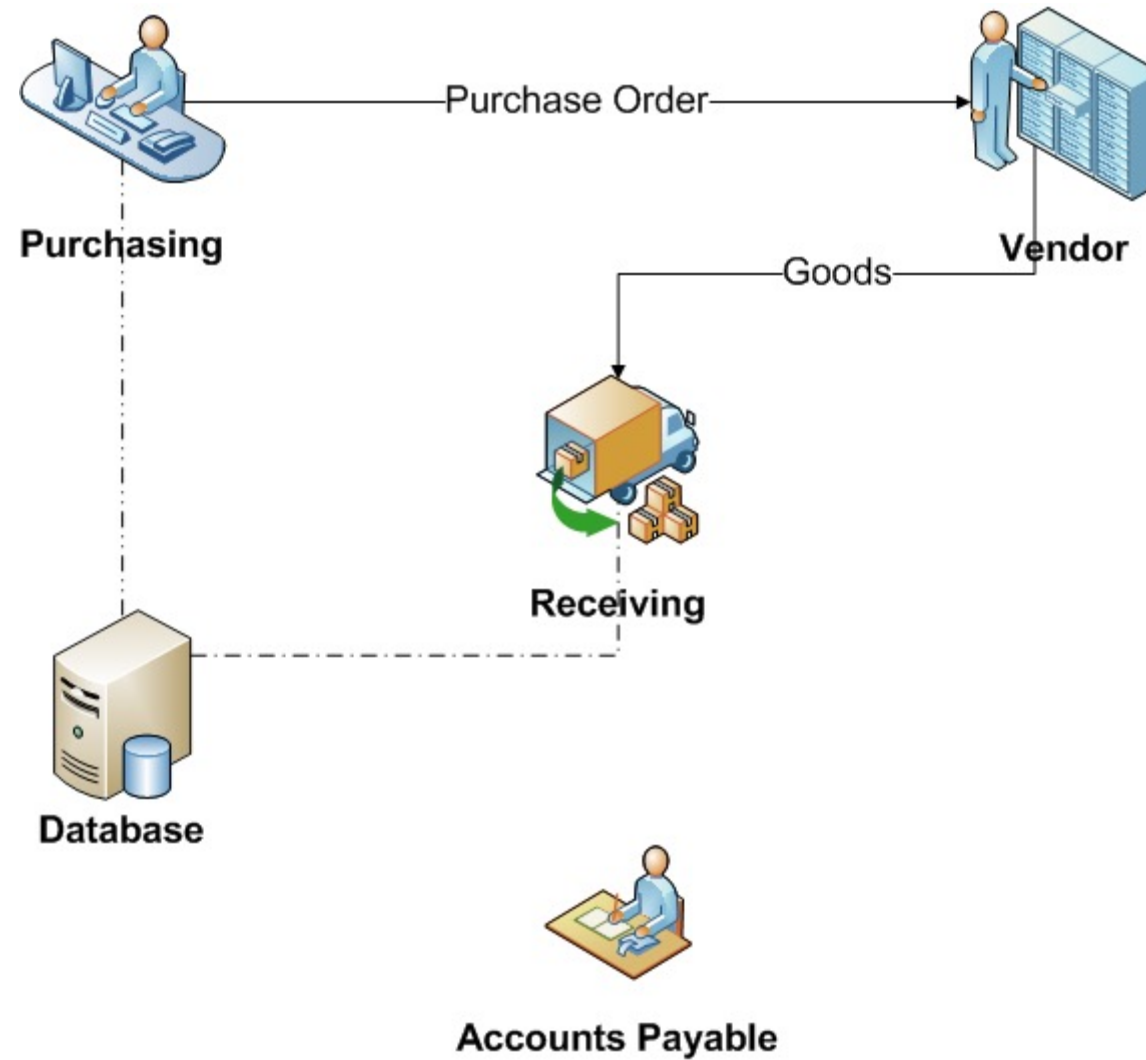 Purchase Order
Purchasing
Vendor
Goods
Receiving
Database
Accounts Payable